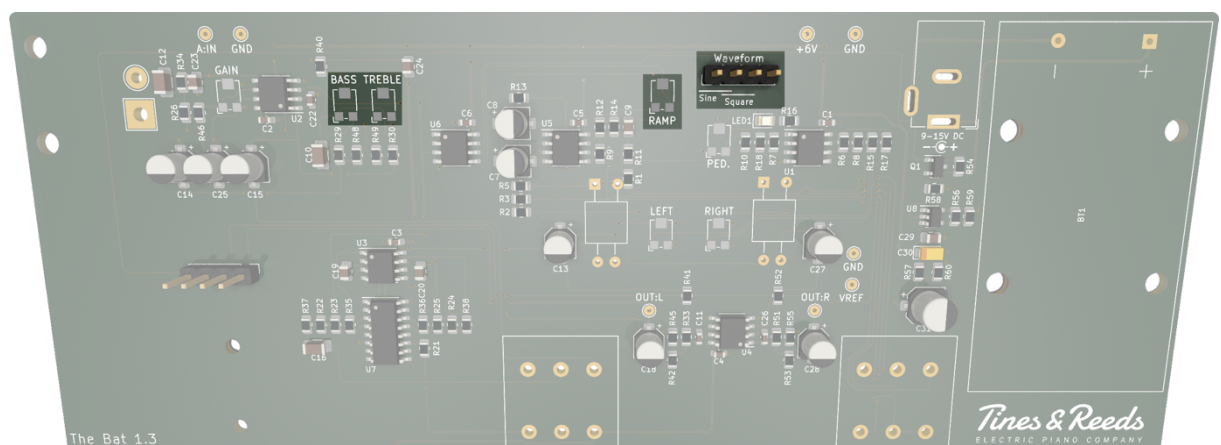 A:IN
GND
+6V
GND
Waveform
Sine
Square
C12
R34
C23
GAIN
R40
C24
BASS
TREBLE
R13
C8
C6
U6
U5
C5
R12
R14
C9
RAMP
LED1
R16
C1
9-15V DC
- +
- +
R26
R46
C2
U2
C22
C10
R29
R48
R49
R30
C7
R9
R11
R1
PED.
R10
R18
R7
U1
R6
R8
R15
R17
Q1
R54
R58
U8
R56
R59
BT1
C14
C25
C15
R5
R3
R2
LEFT
RIGHT
C13
C27
C29
C30
R57
R60
C31
GND
VREF
U3
C3
C19
C20
R41
R52
OUT:L
OUT:R
R37
R22
R23
R35
R36
R25
R24
R38
R21
C16
U7
R45
R33
C11
C26
R51
R55
C18
R42
C4
U4
R53
C28
The Bat 1.3
Tines & Reeds
ELECTRIC PIANO COMPANY